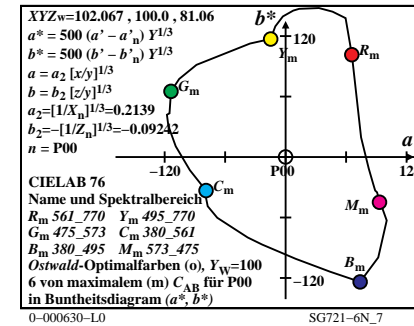 XYZw=102.067, 100.0, 81.06
a* = 500 (a' - a'n) Y1/3
b* = 500 (b' - b'n) Y1/3
a = a2 [x/y]1/3
b = b2 [z/y]1/3
a2=[1/Xn]1/3=0.2139
b2=-[1/Zn]1/3=-0.09242
n = P00
CIELAB 76
Name und Spektralbereich
Rm 561_770 Ym 495_770
Gm 475_573 Cm 380_561
Bm 380_495 Mm 573_475
Ostwald-Optimalfarben (o), YW=100
6 von maximalem (m) CAB für P00
in Buntheitsdiagram (a*, b*)
b*
120
Ym
Rm
Gm
a
−120
P00
12
Cm
Mm
Bm
−120
0-000630-L0
SG721-6N_7